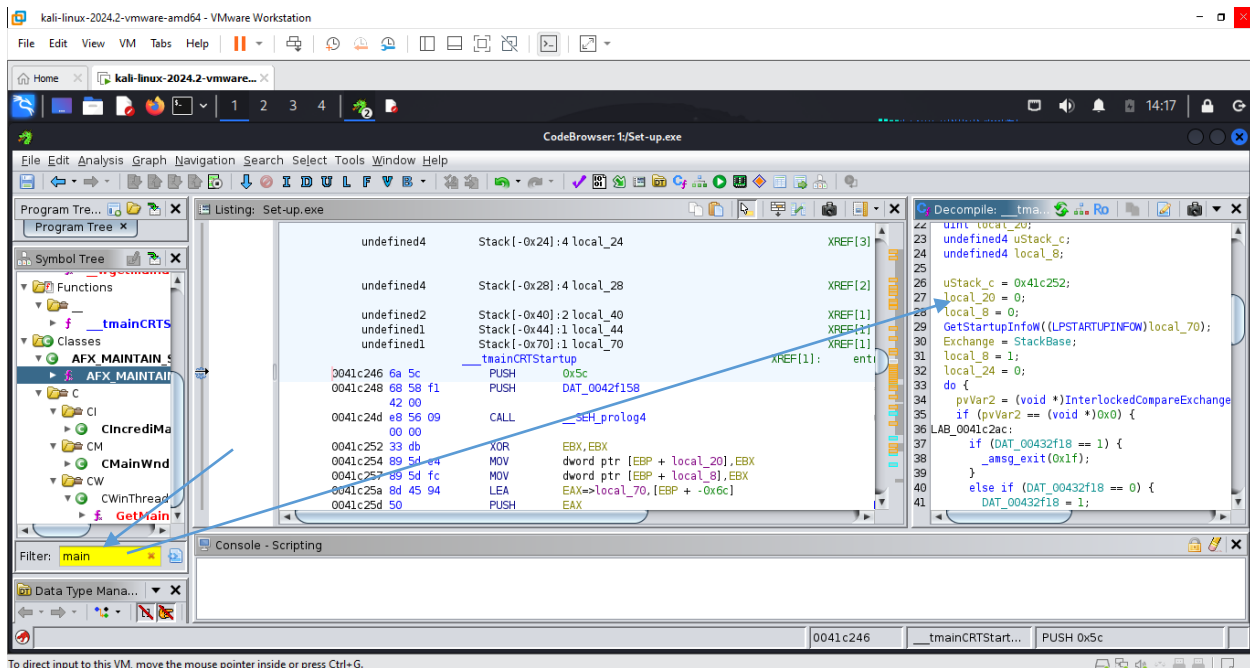 kali-linux-2024.2-vmware-amd64 - VMware Workstation
File Edit View VM Tabs Help
Home kali-linux-2024.2-vmware...
1 2 3 4 14:17
CodeBrowser: 1:/Set-up.exe
File Edit Analysis Graph Navigation Search Select Tools Window Help
I D U L F V B
Program Tre...
Program Tree
Symbol Tree
Functions
__
f __tmainCRTS
Classes
AFX_MAINTAIN_S
f AFX_MAINTAIN
C
CI
CIncrediMa
CM
CMainWnd
CW
CWinThread
f GetMain
Filter: main
Data Type Mana...
Listing: Set-up.exe
undefined4 Stack[-0x24]:4 local_24 XREF[3]
undefined4 Stack[-0x28]:4 local_28 XREF[2]
undefined2 Stack[-0x40]:2 local_40 XREF[1]
undefined1 Stack[-0x44]:1 local_44 XREF[1]
undefined1 Stack[-0x70]:1 local_70 XREF[1]
___tmainCRTStartup XREF[1]: ent
0041c246 6a 5c PUSH 0x5c
0041c248 68 58 f1 PUSH DAT_0042f158
42 00
0041c24d e8 56 09 CALL __SEH_prolog4
00 00
0041c252 33 db XOR EBX,EBX
0041c254 89 5d e4 MOV dword ptr [EBP + local_20],EBX
0041c257 89 5d fc MOV dword ptr [EBP + local_8],EBX
0041c25a 8d 45 94 LEA EAX=>local_70,[EBP + -0x6c]
0041c25d 50 PUSH EAX
Decompile: ___tma...
22 uint local_20;
23 undefined4 uStack_c;
24 undefined4 local_8;
25
26 uStack_c = 0x41c252;
27 local_20 = 0;
28 local_8 = 0;
29 GetStartupInfoW((LPSTARTUPINFOW)local_70);
30 Exchange = StackBase;
31 local_8 = 1;
32 local_24 = 0;
33 do {
34 pvVar2 = (void *)InterlockedCompareExchange
35 if (pvVar2 == (void *)0x0) {
36 LAB_0041c2ac:
37 if (DAT_00432f18 == 1) {
38 _amsg_exit(0x1f);
39 }
40 else if (DAT_00432f18 == 0) {
41 DAT_00432f18 = 1;
Console - Scripting
0041c246 ___tmainCRTStart... PUSH 0x5c
To direct input to this VM, move the mouse pointer inside or press Ctrl+G.